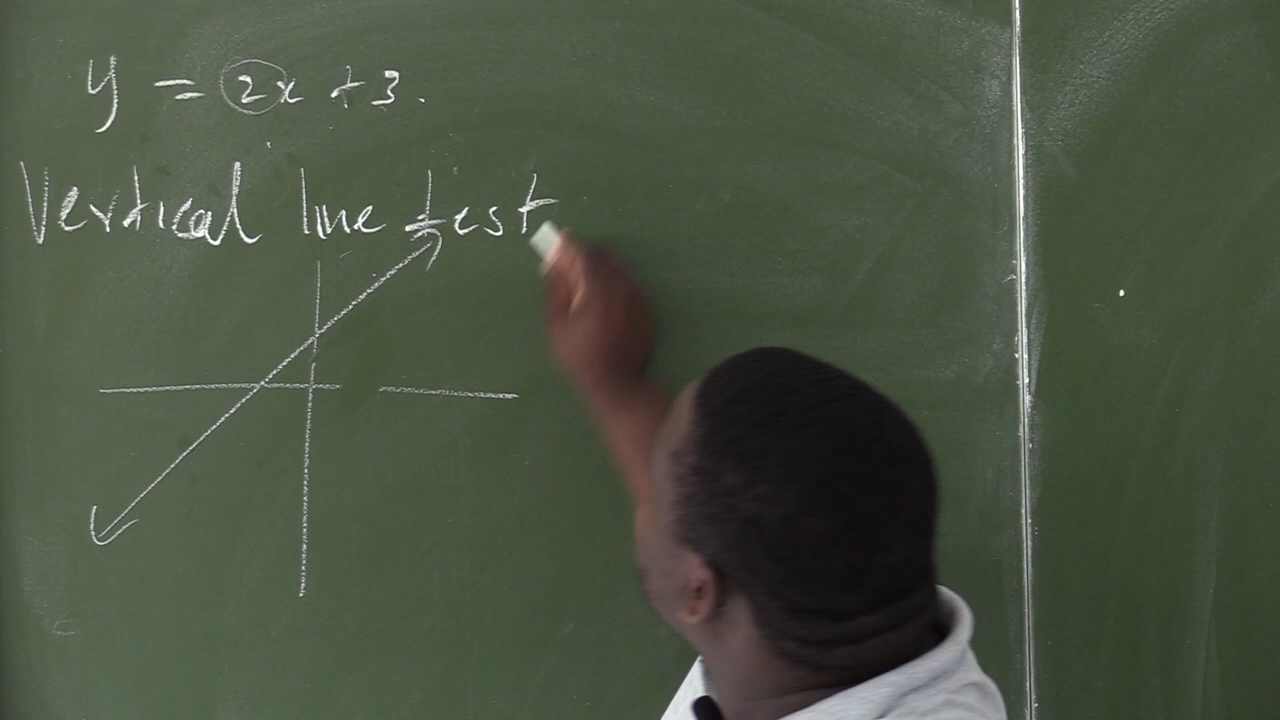 y = 2x + 3.
Vertical line test